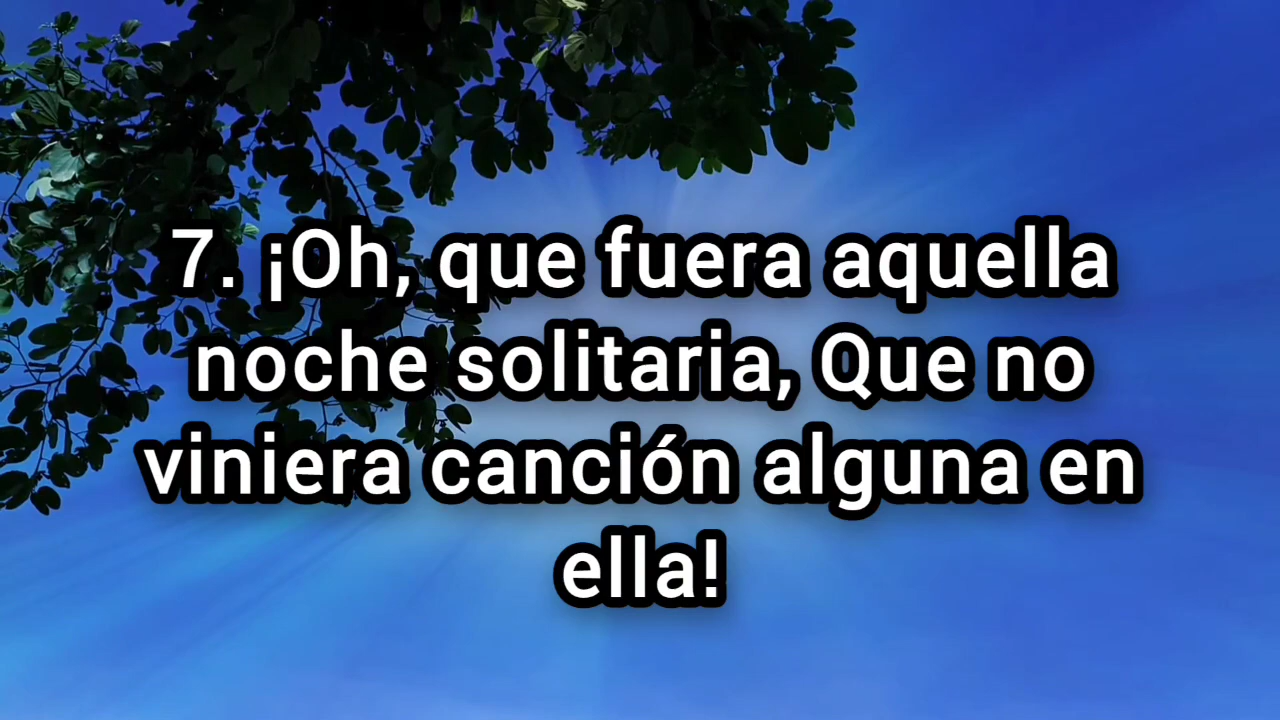 7. ¡Oh, que fuera aquella
noche solitaria, Que no
viniera canción alguna en
ella!